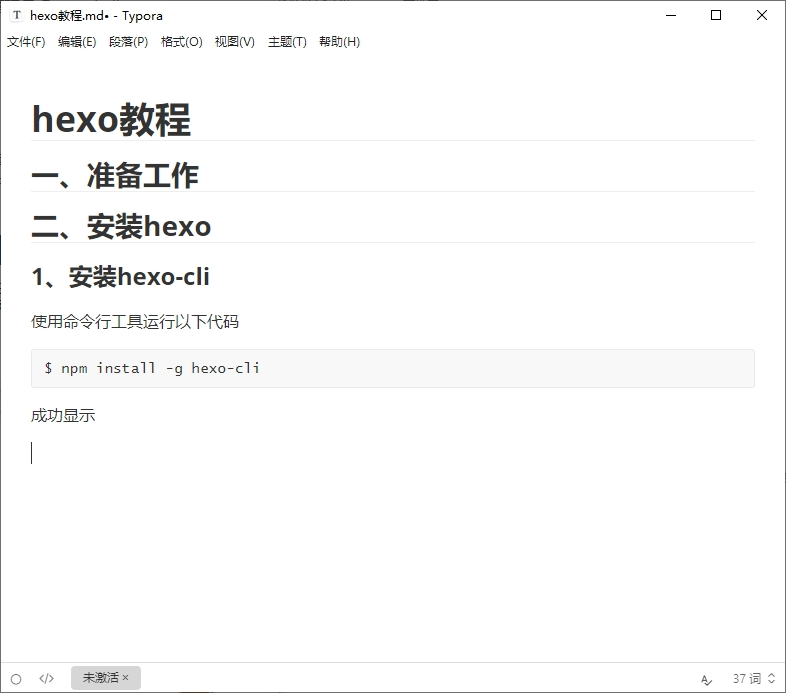 T hexo教程.md• - Typora
文件(F) 编辑(E) 段落(P) 格式(O) 视图(V) 主题(T) 帮助(H)
hexo教程
一、准备工作
二、安装hexo
1、安装hexo-cli
使用命令行工具运行以下代码
$ npm install -g hexo-cli
成功显示
</> 未激活 × A 37 词